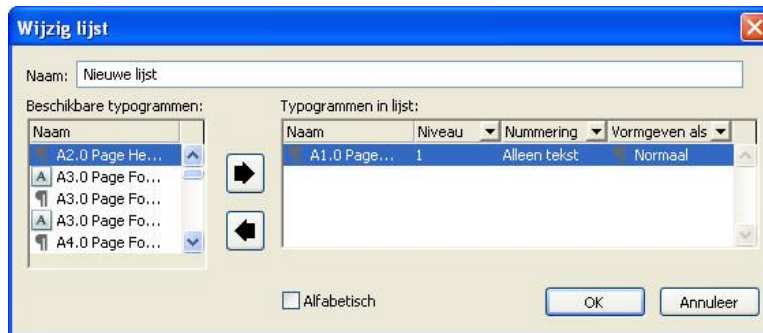 Wijzig lijst
Naam: Nieuwe lijst
Beschikbare typogrammen:
Typogrammen in lijst:
Naam
Naam Niveau Nummering Vormgeven als
¶ A2.0 Page He...
A A3.0 Page Fo...
¶ A3.0 Page Fo...
A A3.0 Page Fo...
¶ A4.0 Page Fo...
¶ A1.0 Page... 1 Alleen tekst ¶ Normaal
Alfabetisch
OK
Annuleer